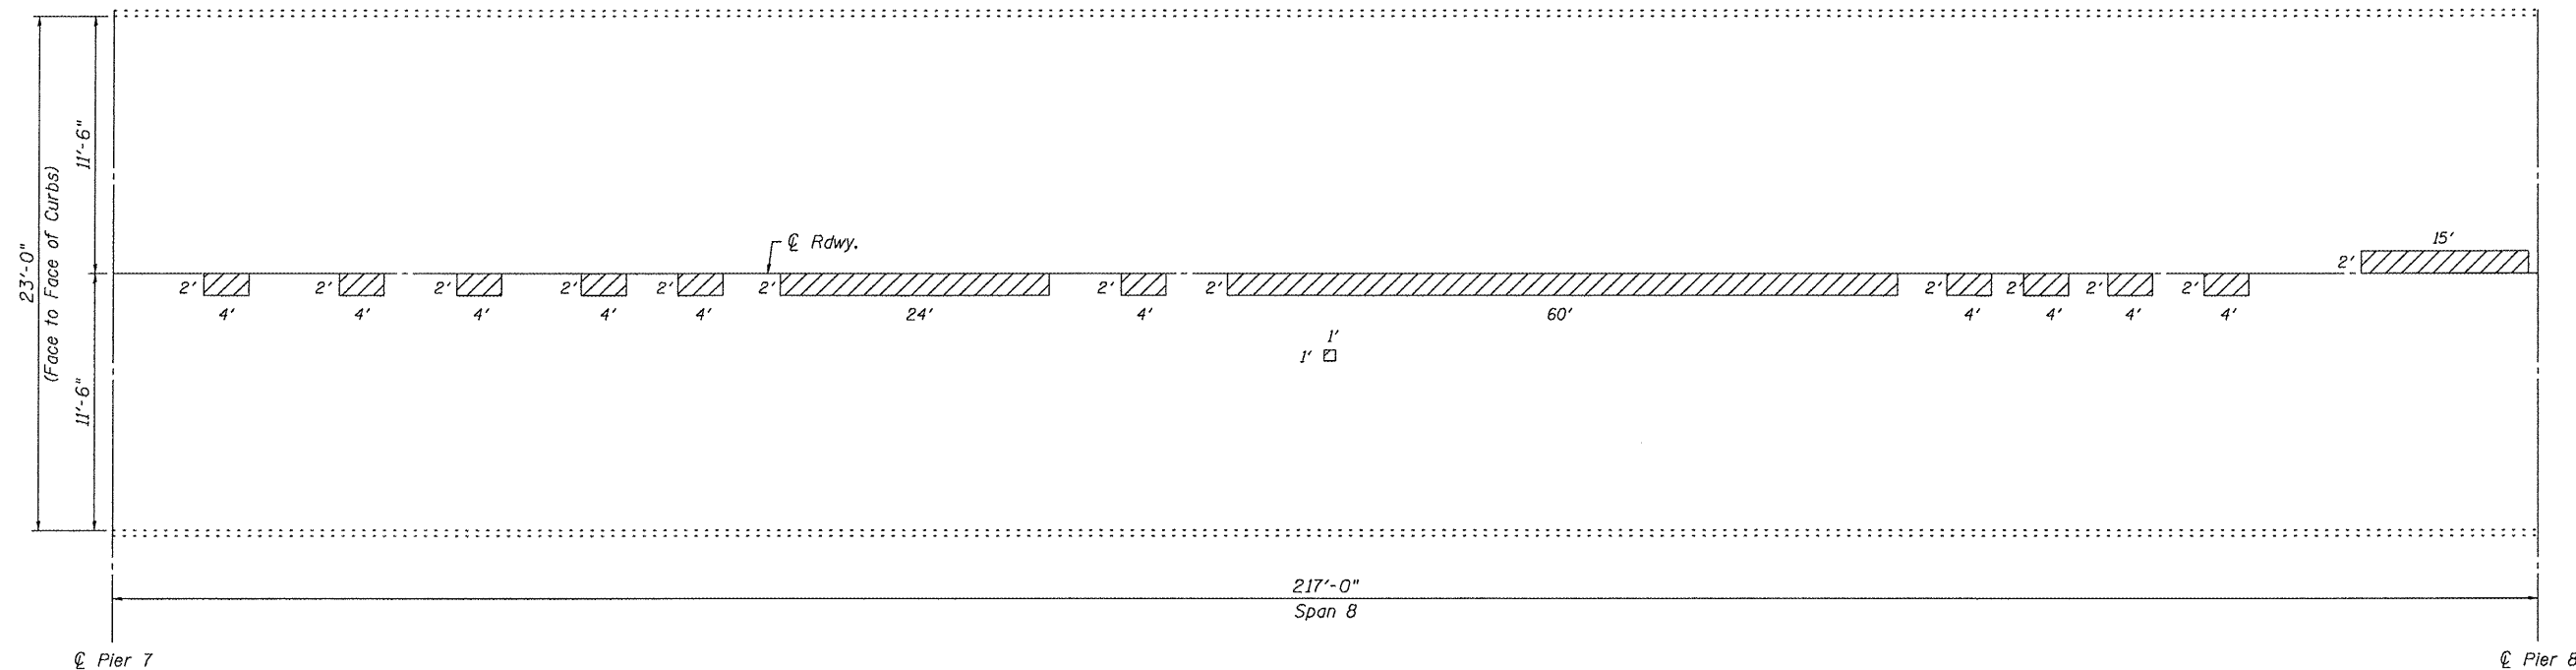 11'-6"
23'-0"
(Face to Face of Curbs)
11'-6"
℄ Rdwy.
15'
2'
2' 2' 2' 2' 2' 2' 2' 2' 2' 2' 2' 2'
4' 4' 4' 4' 4' 24' 4' 60' 4' 4' 4' 4'
1'
1'
217'-0"
Span 8
℄ Pier 7
℄ Pier 8